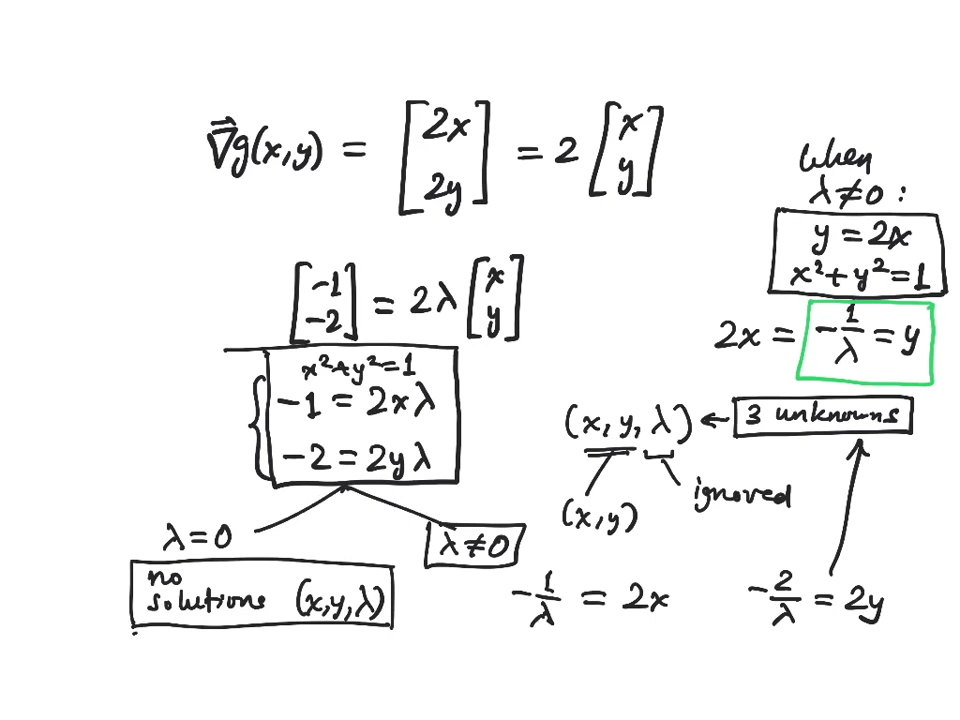 ∇⃗g(x,y) = [2x 2y] = 2 [x y]
when
λ≠0 :
y = 2x
x²+y²=1
2x = -1/λ = y
[-1 -2] = 2λ [x y]
x²+y²=1
-1 = 2xλ
-2 = 2yλ
(x, y, λ) ← 3 unknowns
(x,y)
ignored
λ=0
λ≠0
no
solutions (x,y,λ)
-1/λ = 2x
-2/λ = 2y